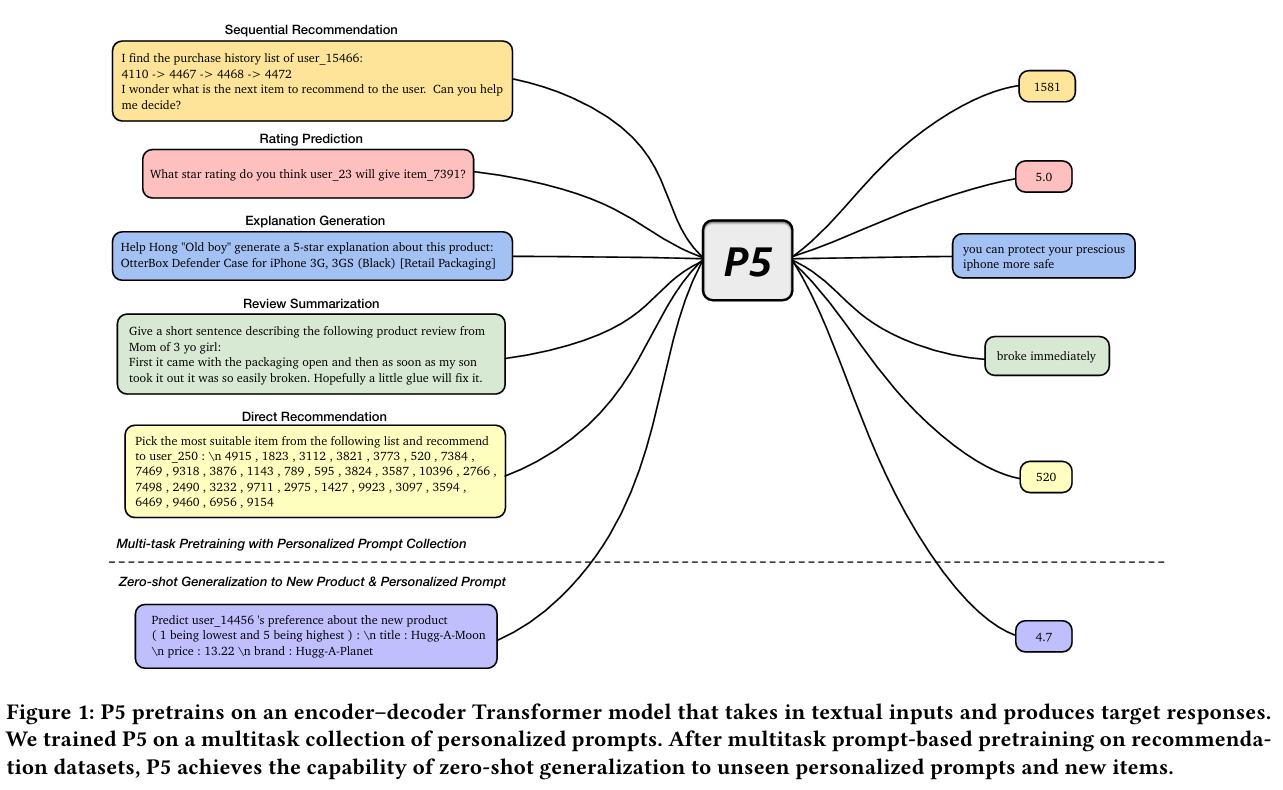 Sequential Recommendation
I find the purchase history list of user_15466:
4110 -> 4467 -> 4468 -> 4472
I wonder what is the next item to recommend to the user. Can you help
me decide?
1581
Rating Prediction
What star rating do you think user_23 will give item_7391?
5.0
Explanation Generation
Help Hong "Old boy" generate a 5-star explanation about this product:
OtterBox Defender Case for iPhone 3G, 3GS (Black) [Retail Packaging]
P5
you can protect your prescious
iphone more safe
Review Summarization
Give a short sentence describing the following product review from
Mom of 3 yo girl:
First it came with the packaging open and then as soon as my son
took it out it was so easily broken. Hopefully a little glue will fix it.
broke immediately
Direct Recommendation
Pick the most suitable item from the following list and recommend
to user_250 : \n 4915 , 1823 , 3112 , 3821 , 3773 , 520 , 7384 ,
7469 , 9318 , 3876 , 1143 , 789 , 595 , 3824 , 3587 , 10396 , 2766 ,
7498 , 2490 , 3232 , 9711 , 2975 , 1427 , 9923 , 3097 , 3594 ,
6469 , 9460 , 6956 , 9154
520
Multi-task Pretraining with Personalized Prompt Collection
Zero-shot Generalization to New Product & Personalized Prompt
Predict user_14456 's preference about the new product
( 1 being lowest and 5 being highest ) : \n title : Hugg-A-Moon
\n price : 13.22 \n brand : Hugg-A-Planet
4.7
Figure 1: P5 pretrains on an encoder–decoder Transformer model that takes in textual inputs and produces target responses.
We trained P5 on a multitask collection of personalized prompts. After multitask prompt-based pretraining on recommenda-
tion datasets, P5 achieves the capability of zero-shot generalization to unseen personalized prompts and new items.